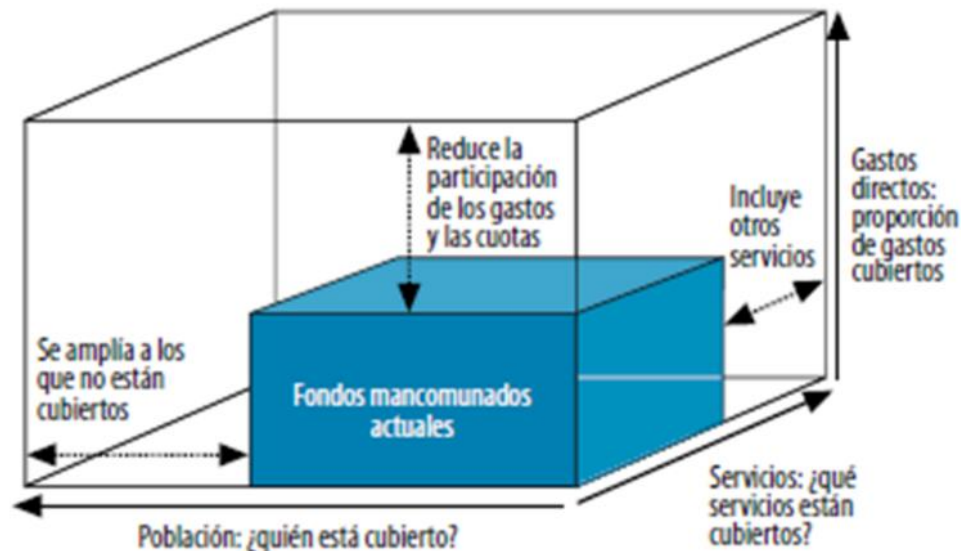 Reduce la
participación
de los gastos
y las cuotas
Incluye
otros
servicios
Gastos
directos:
proporción
de gastos
cubiertos
Se amplía a los
que no están
cubiertos
Fondos mancomunados
actuales
Servicios: ¿qué
servicios están
cubiertos?
Población: ¿quién está cubierto?